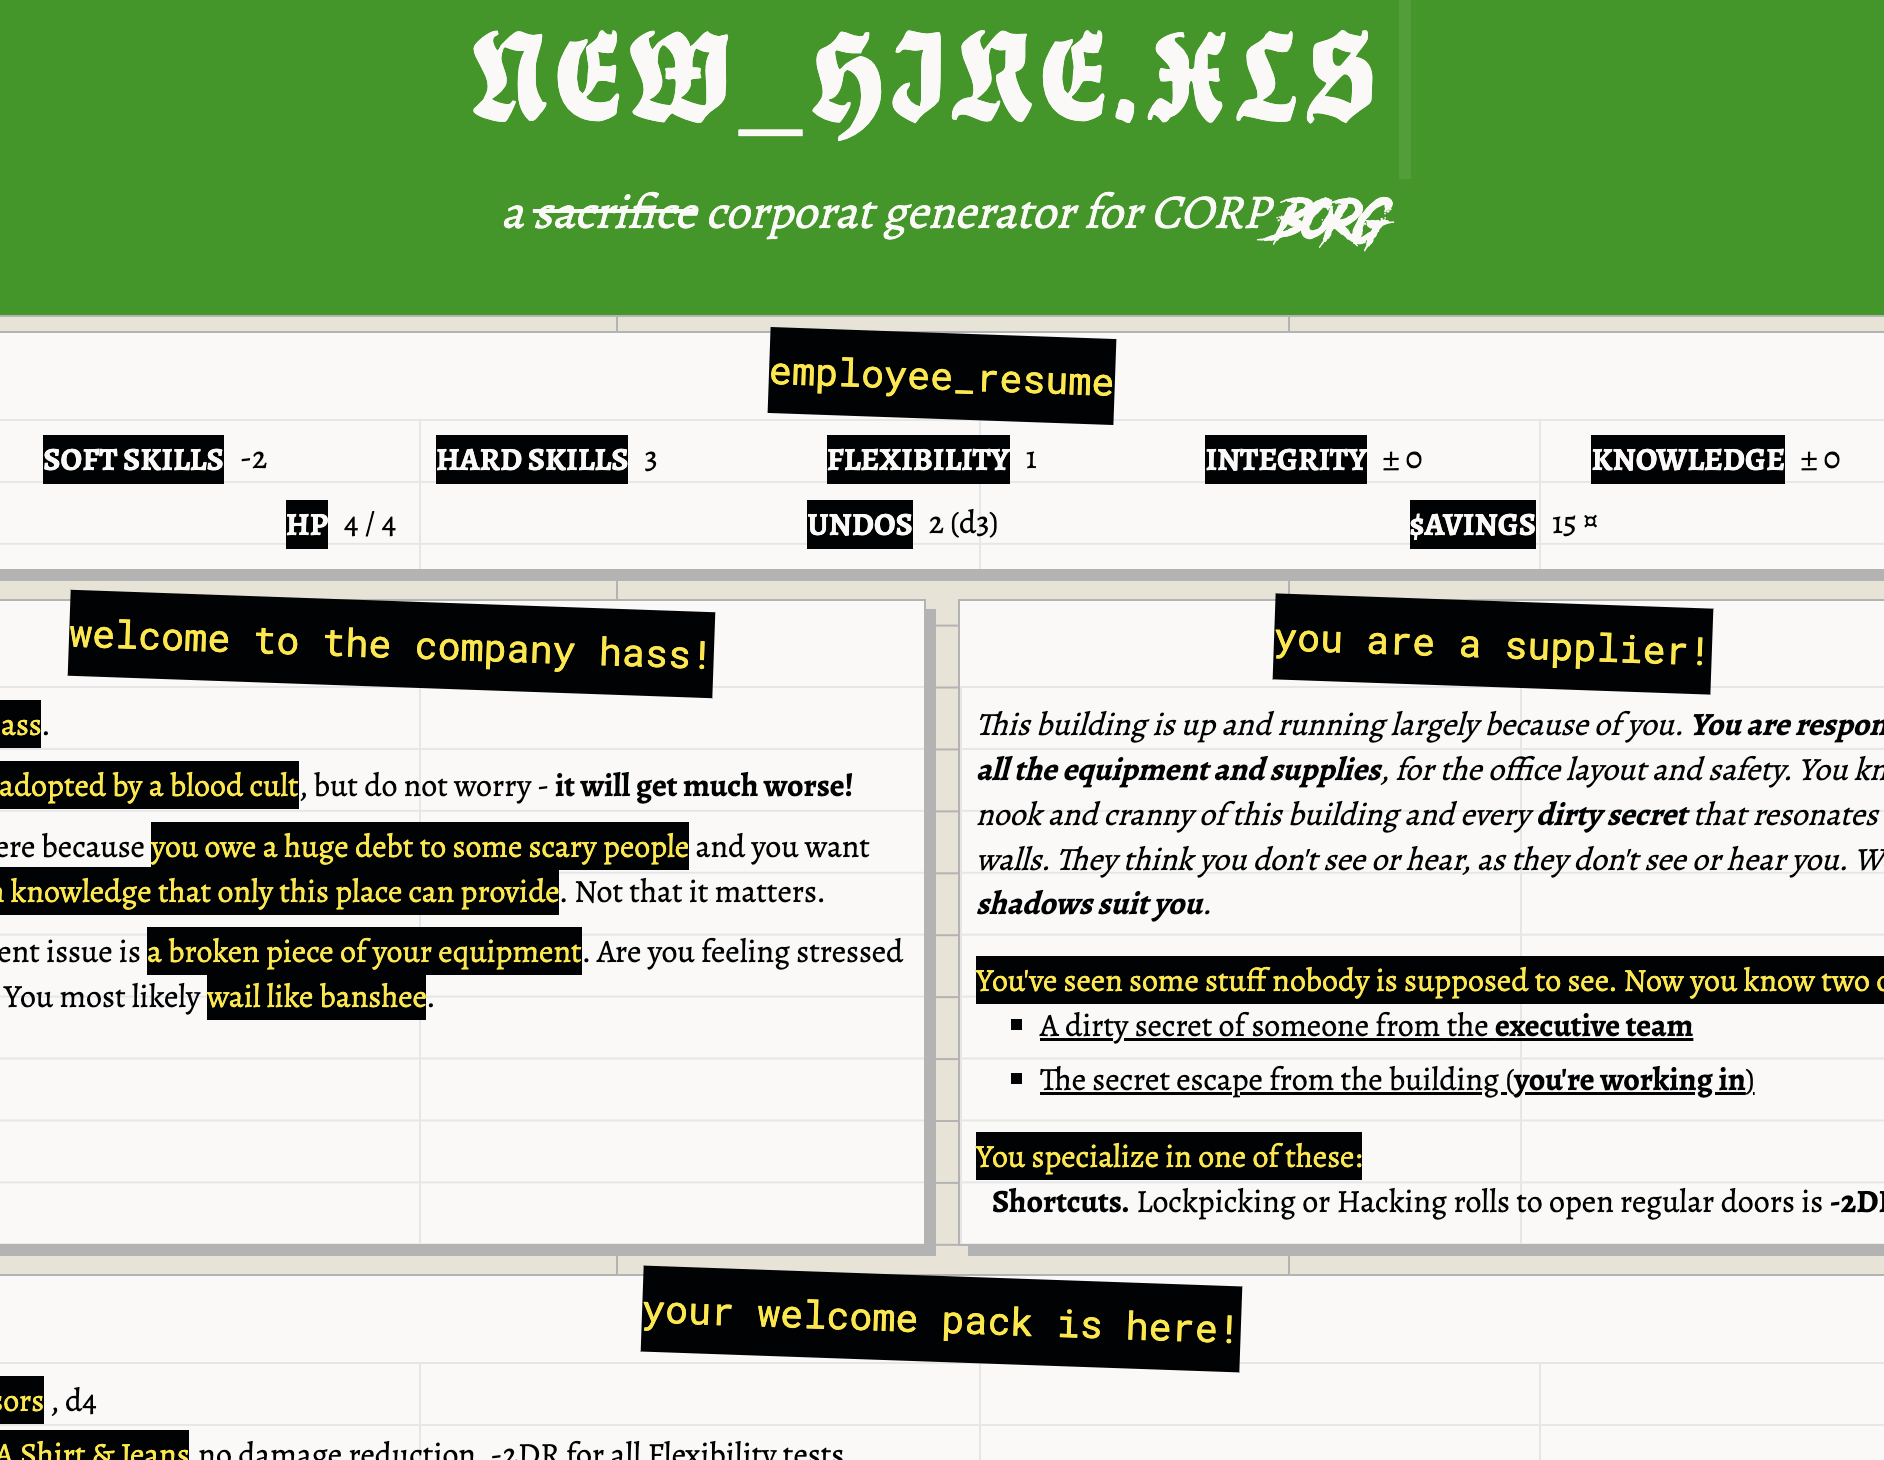 NEW_HIRE.XLS
a sacrifice corporat generator for CORP BORG
employee_resume
SOFT SKILLS -2 HARD SKILLS 3 FLEXIBILITY 1 INTEGRITY ±0 KNOWLEDGE ±0
HP 4 / 4 UNDOS 2 (d3) $AVINGS 15 ¤
welcome to the company hass!
ass.
adopted by a blood cult, but do not worry - it will get much worse!
ere because you owe a huge debt to some scary people and you want
knowledge that only this place can provide. Not that it matters.
ent issue is a broken piece of your equipment. Are you feeling stressed
You most likely wail like banshee.
you are a supplier!
This building is up and running largely because of you. You are respon
all the equipment and supplies, for the office layout and safety. You kn
nook and cranny of this building and every dirty secret that resonates
walls. They think you don't see or hear, as they don't see or hear you. W
shadows suit you.
You've seen some stuff nobody is supposed to see. Now you know two
▪ A dirty secret of someone from the executive team
▪ The secret escape from the building (you're working in)
You specialize in one of these:
Shortcuts. Lockpicking or Hacking rolls to open regular doors is -2D
your welcome pack is here!
sors , d4
A Shirt & Jeans no damage reduction, -2DR for all Flexibility tests